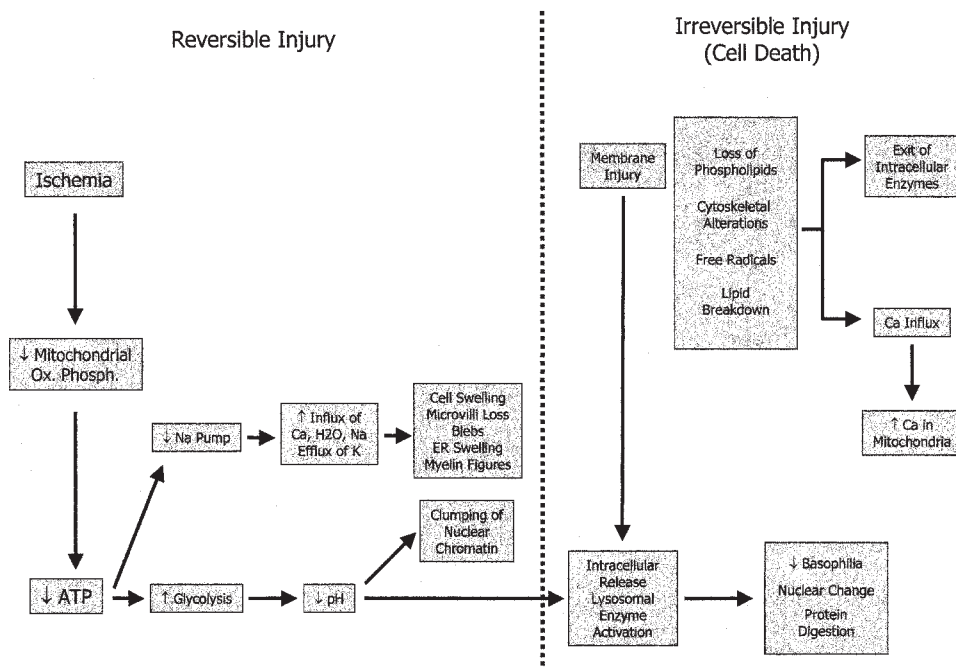 Reversible Injury
Irreversible Injury
(Cell Death)
Ischemia
↓ Mitochondrial
Ox. Phosph.
↓ Na Pump
↑ Influx of
Ca, H2O, Na
Efflux of K
Cell Swelling
Microvilli Loss
Blebs
ER Swelling
Myelin Figures
Clumping of
Nuclear
Chromatin
↓ ATP
↑ Glycolysis
↓ pH
Membrane
Injury
Loss of
Phospholipids
Cytoskeletal
Alterations
Free Radicals
Lipid
Breakdown
Exit of
Intracellular
Enzymes
Ca Influx
↑ Ca in
Mitochondria
Intracellular
Release
Lysosomal
Enzyme
Activation
↓ Basophilia
Nuclear Change
Protein
Digestion